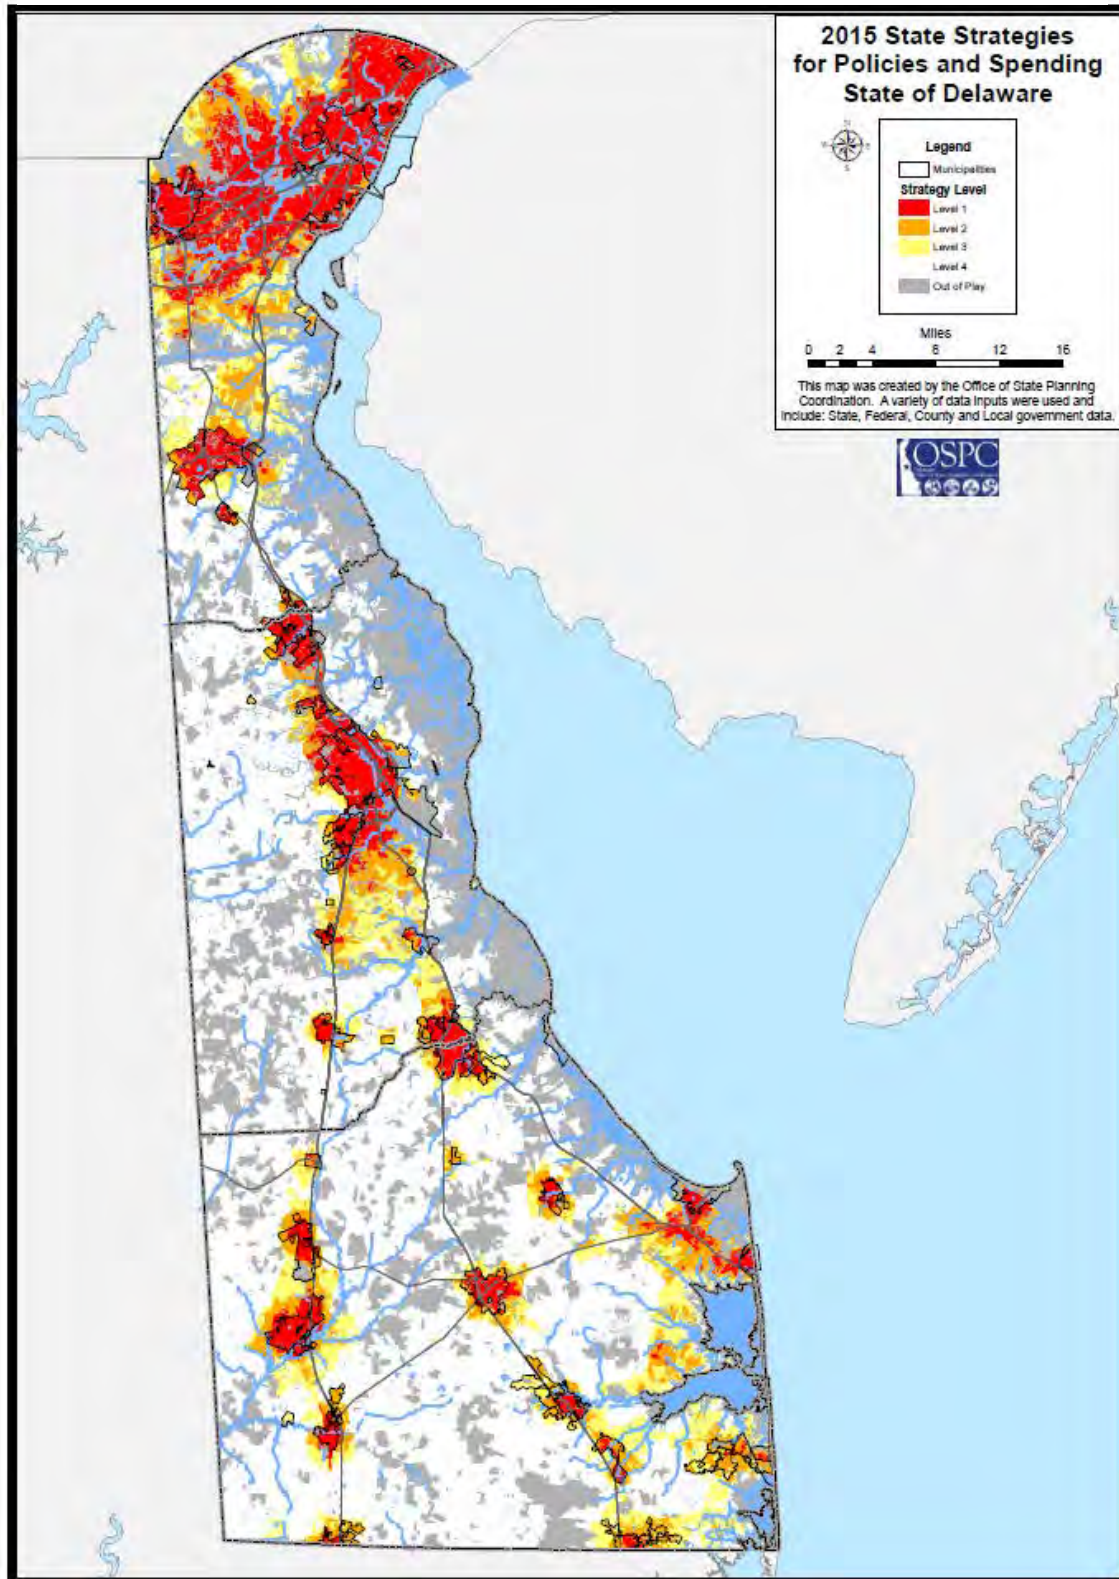 2015 State Strategies
for Policies and Spending
State of Delaware
N
E
S
Legend
Municipalities
Strategy Level
Level 1
Level 2
Level 3
Level 4
Out of Play
Miles
0 2 4 8 12 16
This map was created by the Office of State Planning
Coordination. A variety of data inputs were used and
include: State, Federal, County and Local government data.
OSPC